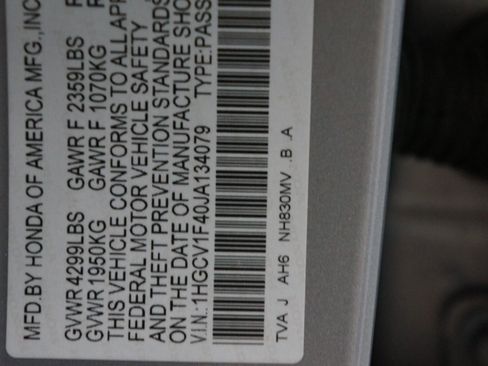 MFD.BY HONDA OF AMERICA MFG.,INC
GVWR 4299LBS GAWR F 2359LBS
GVWR 1950KG GAWR F 1070KG
THIS VEHICLE CONFORMS TO ALL
FEDERAL MOTOR VEHICLE SAFETY
AND THEFT PREVENTION STANDARDS
ON THE DATE OF MANUFACTURE
V.I.N.:1HGCV1F40JA134079 TYPE:PASS
TVA J AH6 NH830MV .B .A